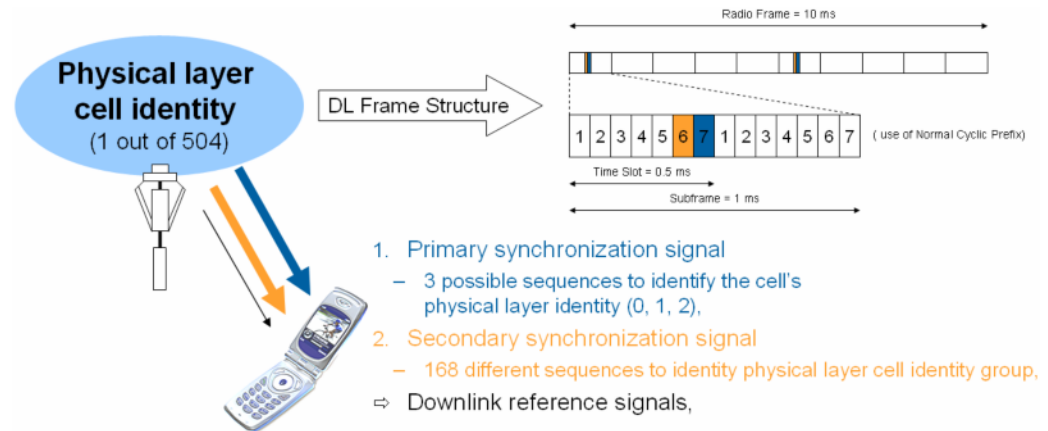 Radio Frame = 10 ms
Physical layer
cell identity
(1 out of 504)
DL Frame Structure
1 2 3 4 5 6 7 1 2 3 4 5 6 7
( use of Normal Cyclic Prefix)
Time Slot = 0.5 ms
Subframe = 1 ms
1. Primary synchronization signal
– 3 possible sequences to identify the cell's
physical layer identity (0, 1, 2),
2. Secondary synchronization signal
– 168 different sequences to identity physical layer cell identity group,
⇨ Downlink reference signals,